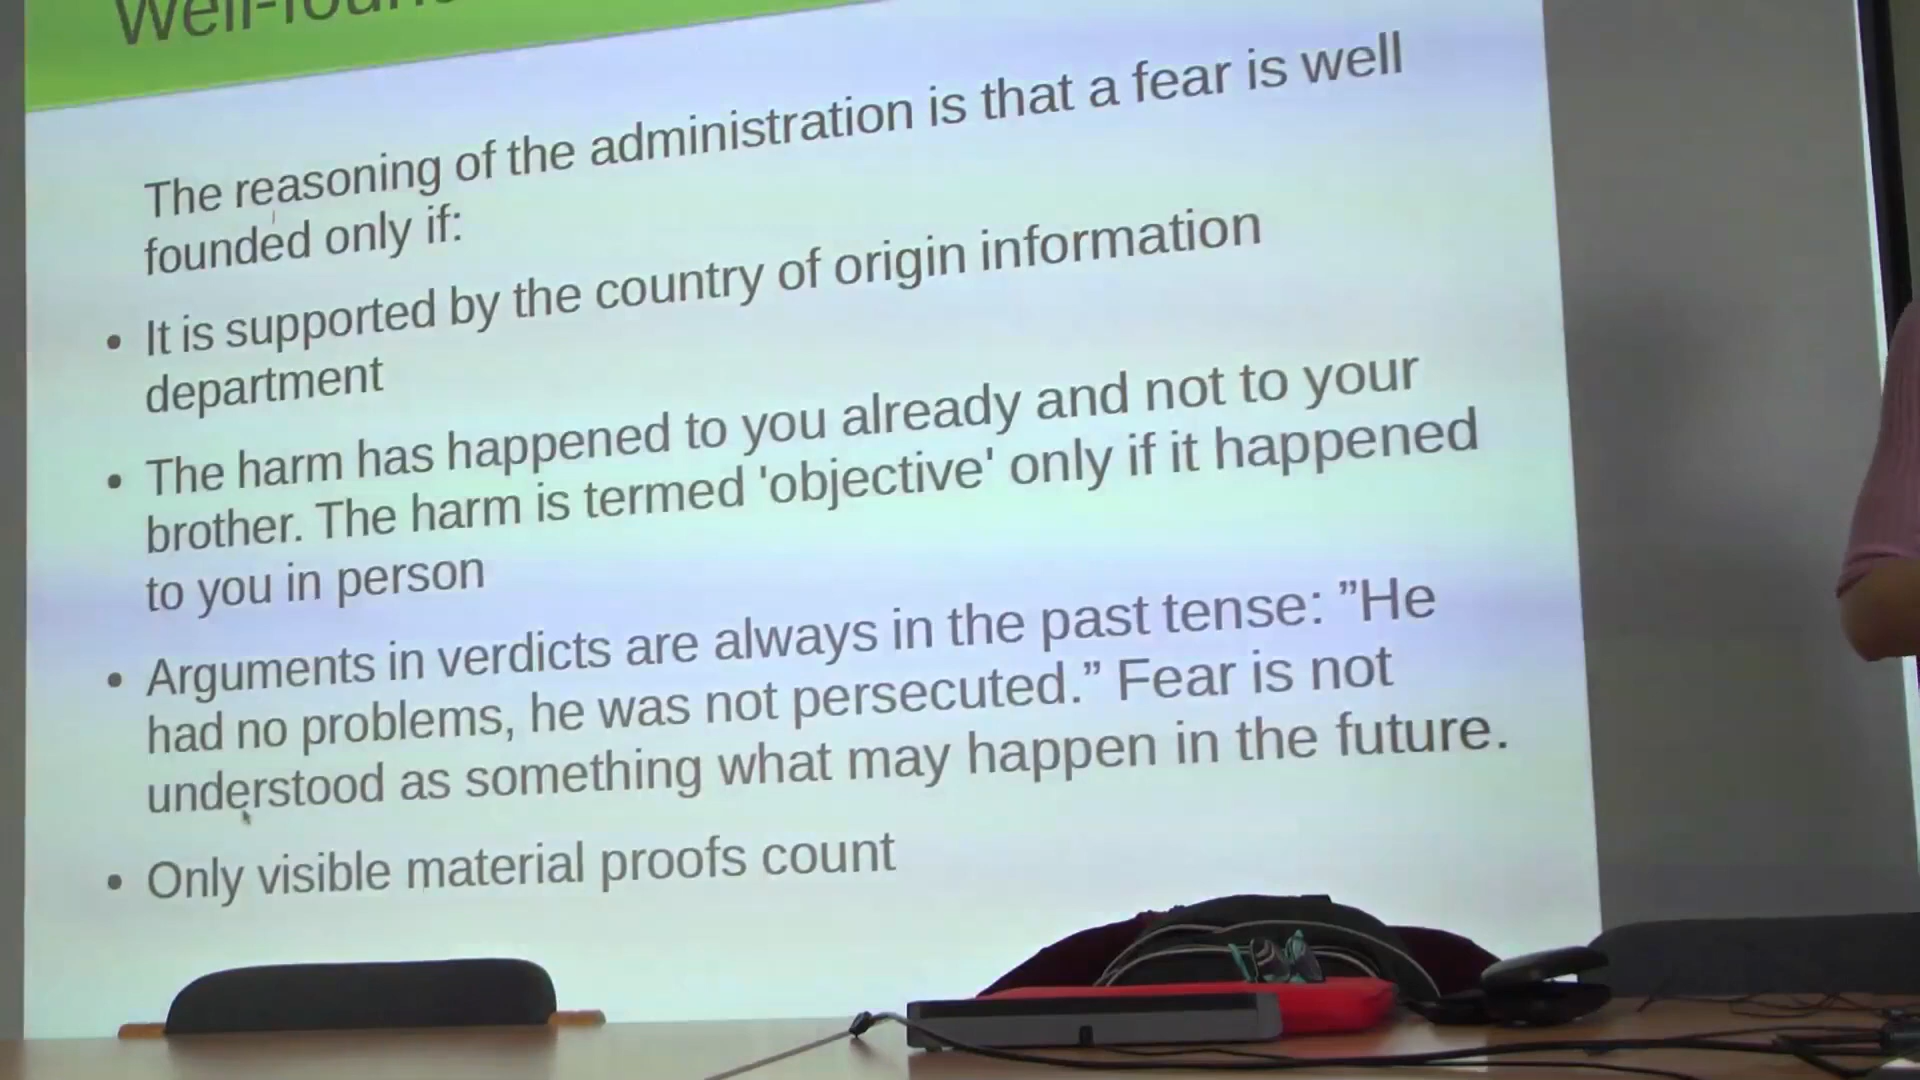 The reasoning of the administration is that a fear is well
founded only if:
• It is supported by the country of origin information
department
• The harm has happened to you already and not to your
brother. The harm is termed 'objective' only if it happened
to you in person
• Arguments in verdicts are always in the past tense: ”He
had no problems, he was not persecuted.” Fear is not
understood as something what may happen in the future.
• Only visible material proofs count